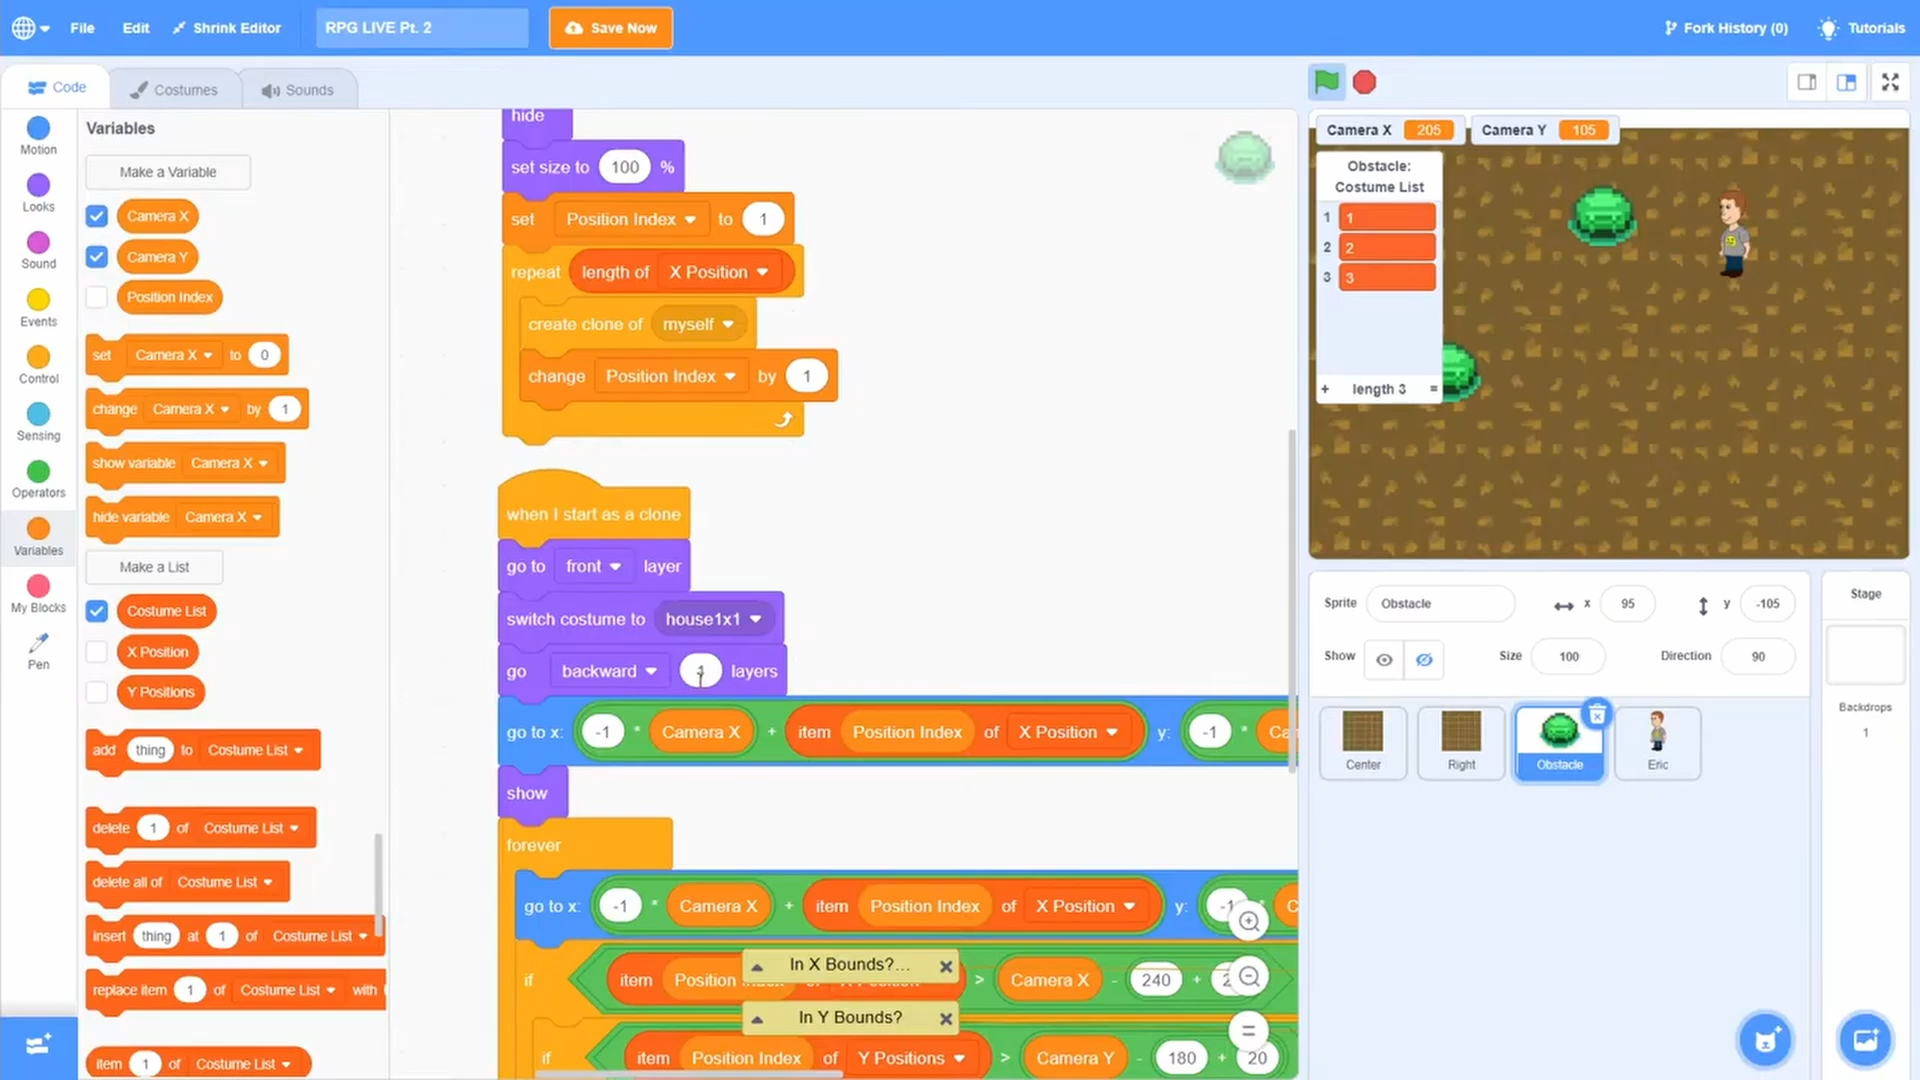 File Edit Shrink Editor RPG LIVE Pt. 2 Save Now Fork History (0) Tutorials
Code Costumes Sounds
Motion
Looks
Sound
Events
Control
Sensing
Operators
Variables
My Blocks
Pen
Variables
Make a Variable
Camera X
Camera Y
Position Index
set Camera X to 0
change Camera X by 1
show variable Camera X
hide variable Camera X
Make a List
Costume List
X Position
Y Positions
add thing to Costume List
delete 1 of Costume List
delete all of Costume List
insert thing at 1 of Costume List
replace item 1 of Costume List with
item 1 of Costume List
hide
set size to 100 %
set Position Index to 1
repeat length of X Position
create clone of myself
change Position Index by 1
when I start as a clone
go to front layer
switch costume to house1x1
go backward layers
go to x: -1 * Camera X + item Position Index of X Position y: -1 * Ca
show
forever
go to x: -1 * Camera X + item Position Index of X Position y: -1 * C
In X Bounds?...
if item Position > Camera X - 240 + 2
In Y Bounds?
if item Position Index of Y Positions > Camera Y - 180 + 20
Camera X 205 Camera Y 105
Obstacle:
Costume List
1 1
2 2
3 3
+ length 3 =
Sprite Obstacle x 95 y -105
Show Size 100 Direction 90
Center Right Obstacle Eric
Stage
Backdrops
1